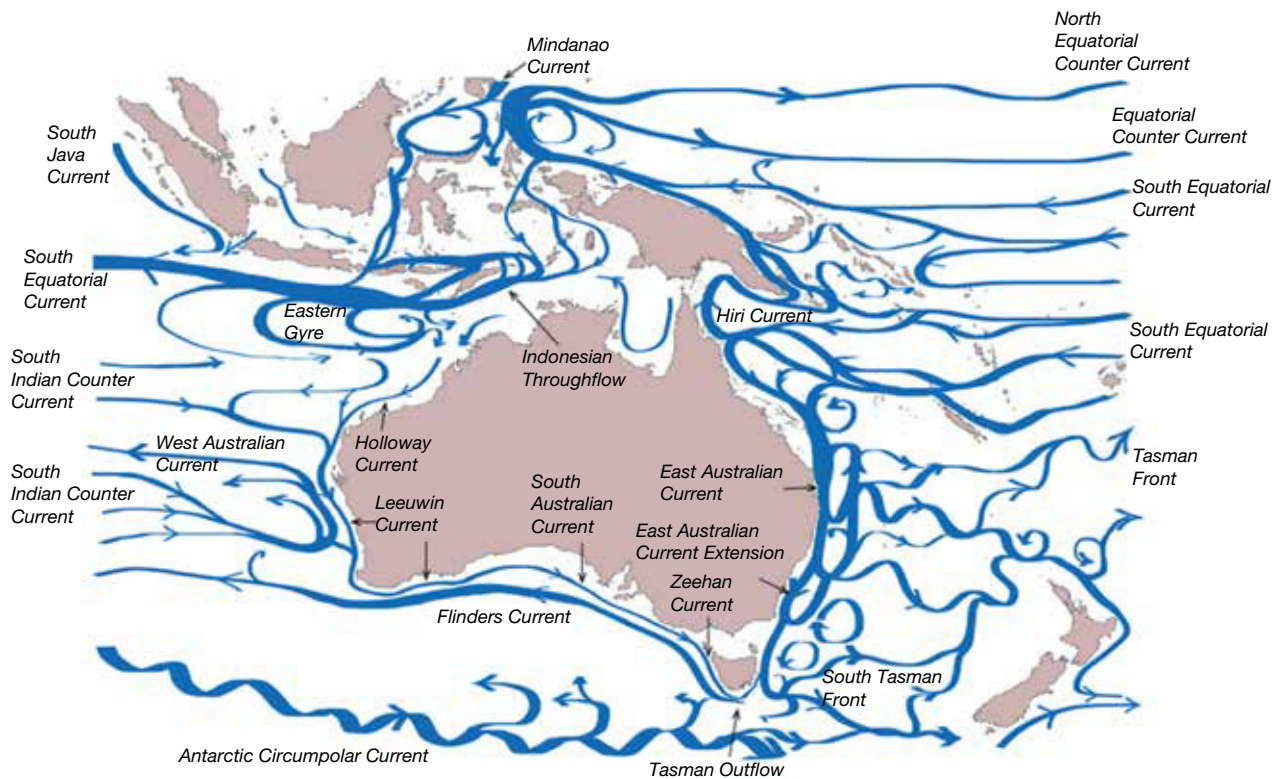 North
Equatorial
Counter Current
Mindanao
Current
Equatorial
Counter Current
South
Java
Current
South Equatorial
Current
South
Equatorial
Current
Eastern
Gyre
Hiri Current
South Equatorial
Current
Indonesian
Throughflow
South
Indian Counter
Current
Holloway
Current
West Australian
Current
Tasman
Front
South
Indian Counter
Current
East Australian
Current
South
Australian
Current
Leeuwin
Current
East Australian
Current Extension
Zeehan
Current
Flinders Current
South Tasman
Front
Antarctic Circumpolar Current
Tasman Outflow